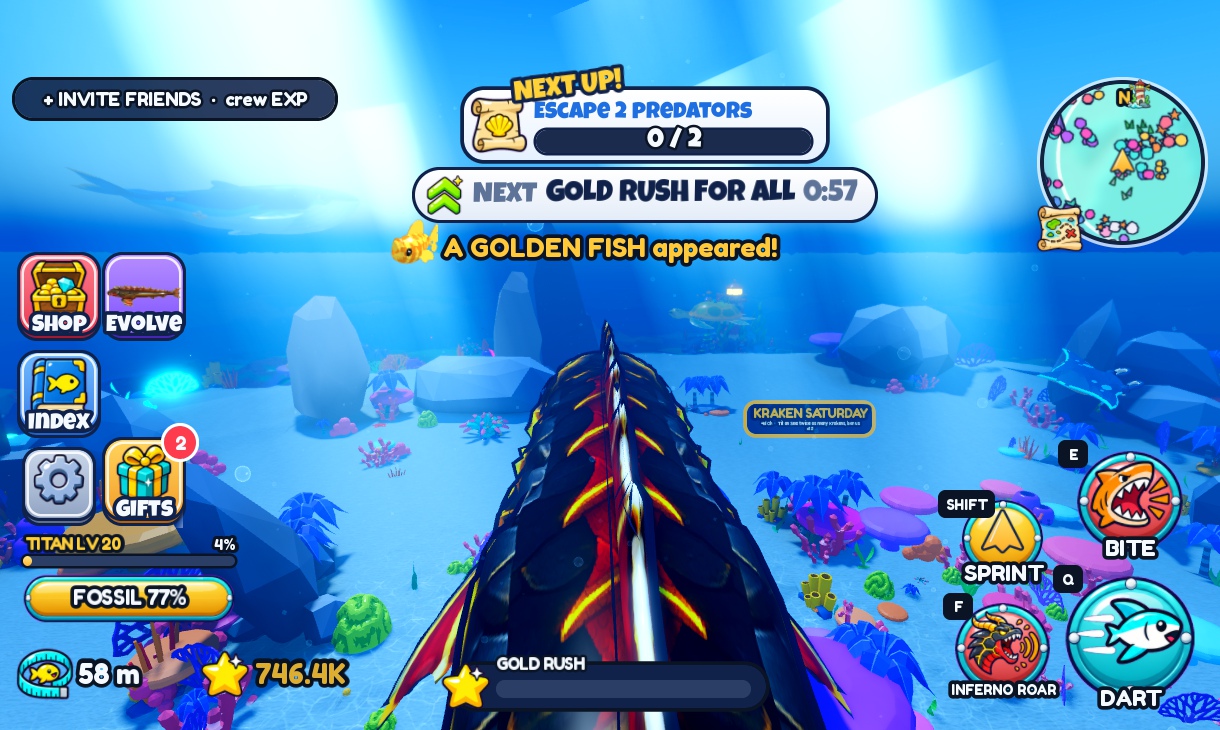 + INVITE FRIENDS · crew EXP
NEXT UP!
ESCAPE 2 PREDATORS
0 / 2
NEXT GOLD RUSH FOR ALL 0:57
A GOLDEN FISH appeared!
N
SHOP
EVOLVE
INDEX
2
GIFTS
TITAN LV 20
4%
FOSSIL 77%
58 m
746.4K
GOLD RUSH
KRAKEN SATURDAY
E
BITE
SHIFT
SPRINT
Q
F
INFERNO ROAR
DART